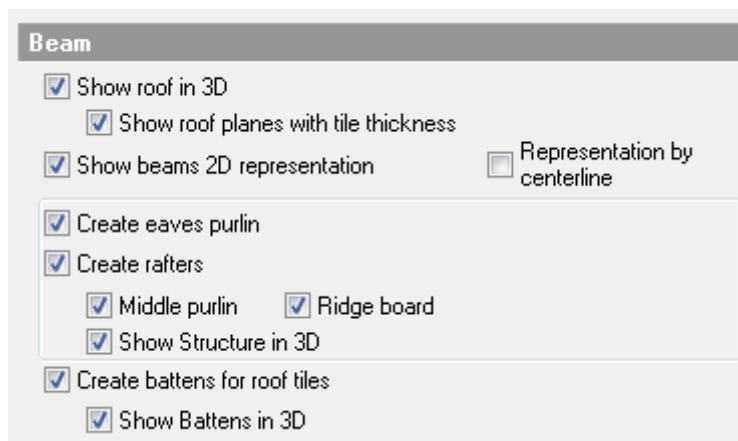 Beam
Show roof in 3D
Show roof planes with tile thickness
Show beams 2D representation
Representation by
centerline
Create eaves purlin
Create rafters
Middle purlin Ridge board
Show Structure in 3D
Create battens for roof tiles
Show Battens in 3D